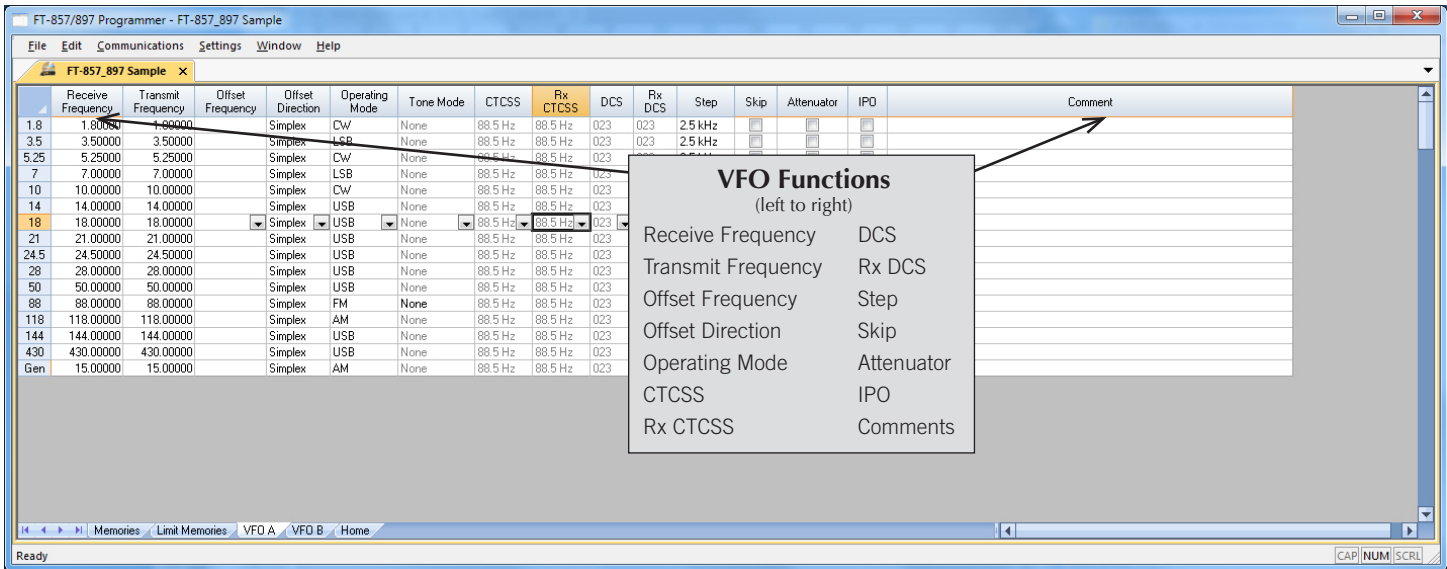 FT-857/897 Programmer - FT-857_897 Sample
File Edit Communications Settings Window Help
FT-857_897 Sample X
Receive Frequency Transmit Frequency Offset Frequency Offset Direction Operating Mode Tone Mode CTCSS Rx CTCSS DCS Rx DCS Step Skip Attenuator IPO Comment
1.8 1.80000 1.80000 Simplex CW None 88.5 Hz 88.5 Hz 023 023 2.5 kHz
3.5 3.50000 3.50000 Simplex LSB None 88.5 Hz 88.5 Hz 023 023 2.5 kHz
5.25 5.25000 5.25000 Simplex CW None 88.5 Hz 88.5 Hz 023
7 7.00000 7.00000 Simplex LSB None 88.5 Hz 88.5 Hz 023
10 10.00000 10.00000 Simplex CW None 88.5 Hz 88.5 Hz 023
14 14.00000 14.00000 Simplex USB None 88.5 Hz 88.5 Hz 023
18 18.00000 18.00000 Simplex USB None 88.5 Hz 88.5 Hz 023
21 21.00000 21.00000 Simplex USB None 88.5 Hz 88.5 Hz 023
24.5 24.50000 24.50000 Simplex USB None 88.5 Hz 88.5 Hz 023
28 28.00000 28.00000 Simplex USB None 88.5 Hz 88.5 Hz 023
50 50.00000 50.00000 Simplex USB None 88.5 Hz 88.5 Hz 023
88 88.00000 88.00000 Simplex FM None 88.5 Hz 88.5 Hz 023
118 118.00000 118.00000 Simplex AM None 88.5 Hz 88.5 Hz 023
144 144.00000 144.00000 Simplex USB None 88.5 Hz 88.5 Hz 023
430 430.00000 430.00000 Simplex USB None 88.5 Hz 88.5 Hz 023
Gen 15.00000 15.00000 Simplex AM None 88.5 Hz 88.5 Hz 023
VFO Functions
(left to right)
Receive Frequency DCS
Transmit Frequency Rx DCS
Offset Frequency Step
Offset Direction Skip
Operating Mode Attenuator
CTCSS IPO
Rx CTCSS Comments
Memories Limit Memories VFO A VFO B Home
Ready CAP NUM SCRL